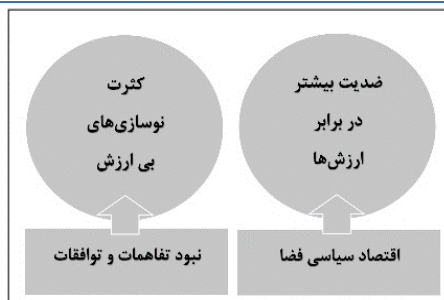 ضدیت بیشتر
در برابر
ارزش‌ها
اقتصاد سیاسی فضا
کثرت
نوسازی‌های
بی ارزش
نبود تفاهمات و توافقات